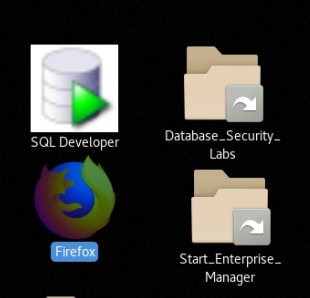 SQL Developer
Database_Security_
Labs
Firefox
Start_Enterprise_
Manager